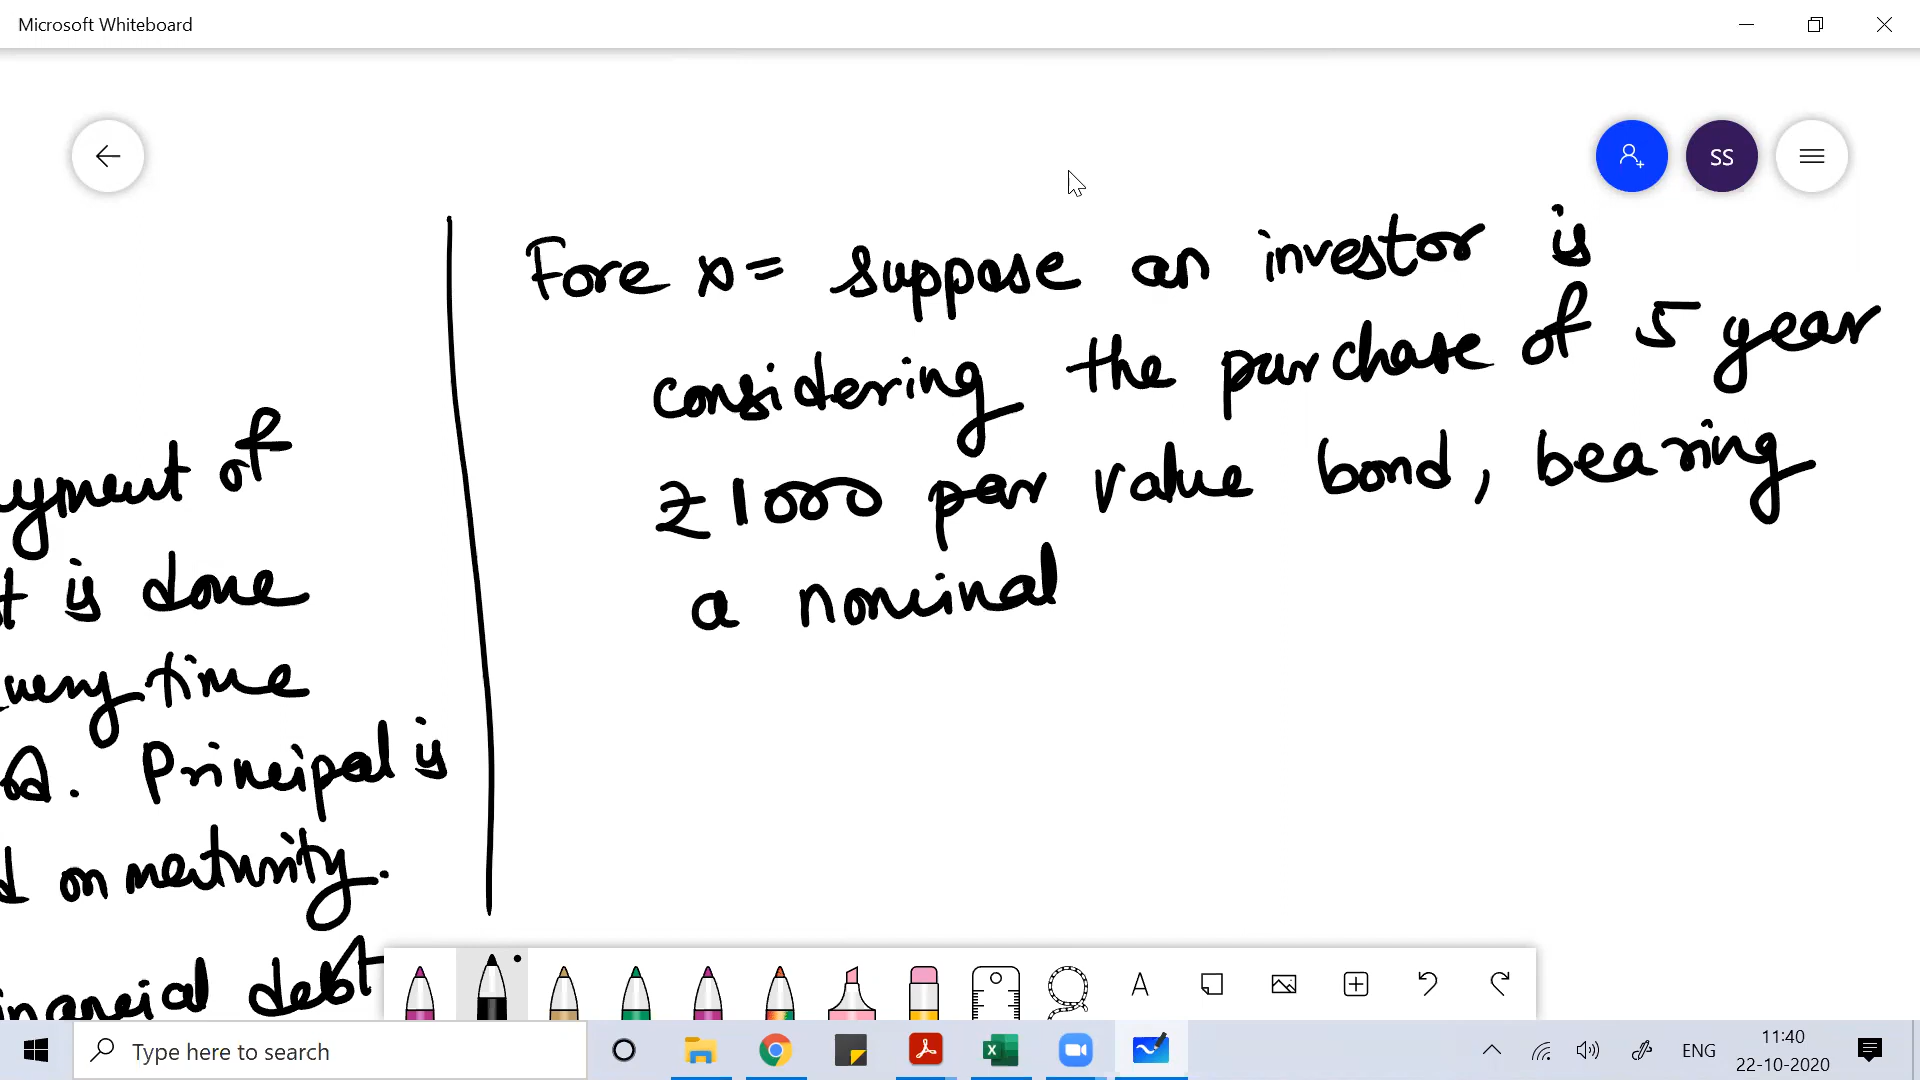 Microsoft Whiteboard
SS
Fore x = suppose an investor is
considering the purchase of 5 year
₹1000 par value bond, bearing
a nominal
yment of
t is done
very time
Principal is
d on maturity.
inancial debt
A
Type here to search
ENG
11:40
22-10-2020